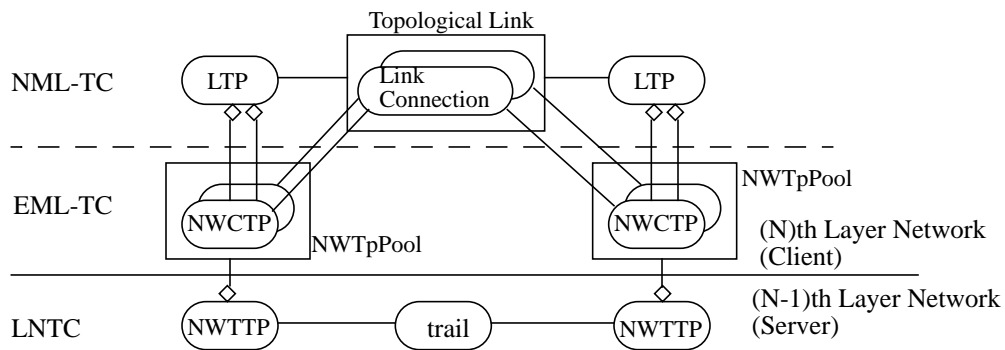 Topological Link
NML-TC
LTP
Link
Connection
LTP
EML-TC
NWCTP
NWTpPool
NWCTP
NWTpPool
(N)th Layer Network
(Client)
LNTC
NWTTP
trail
NWTTP
(N-1)th Layer Network
(Server)